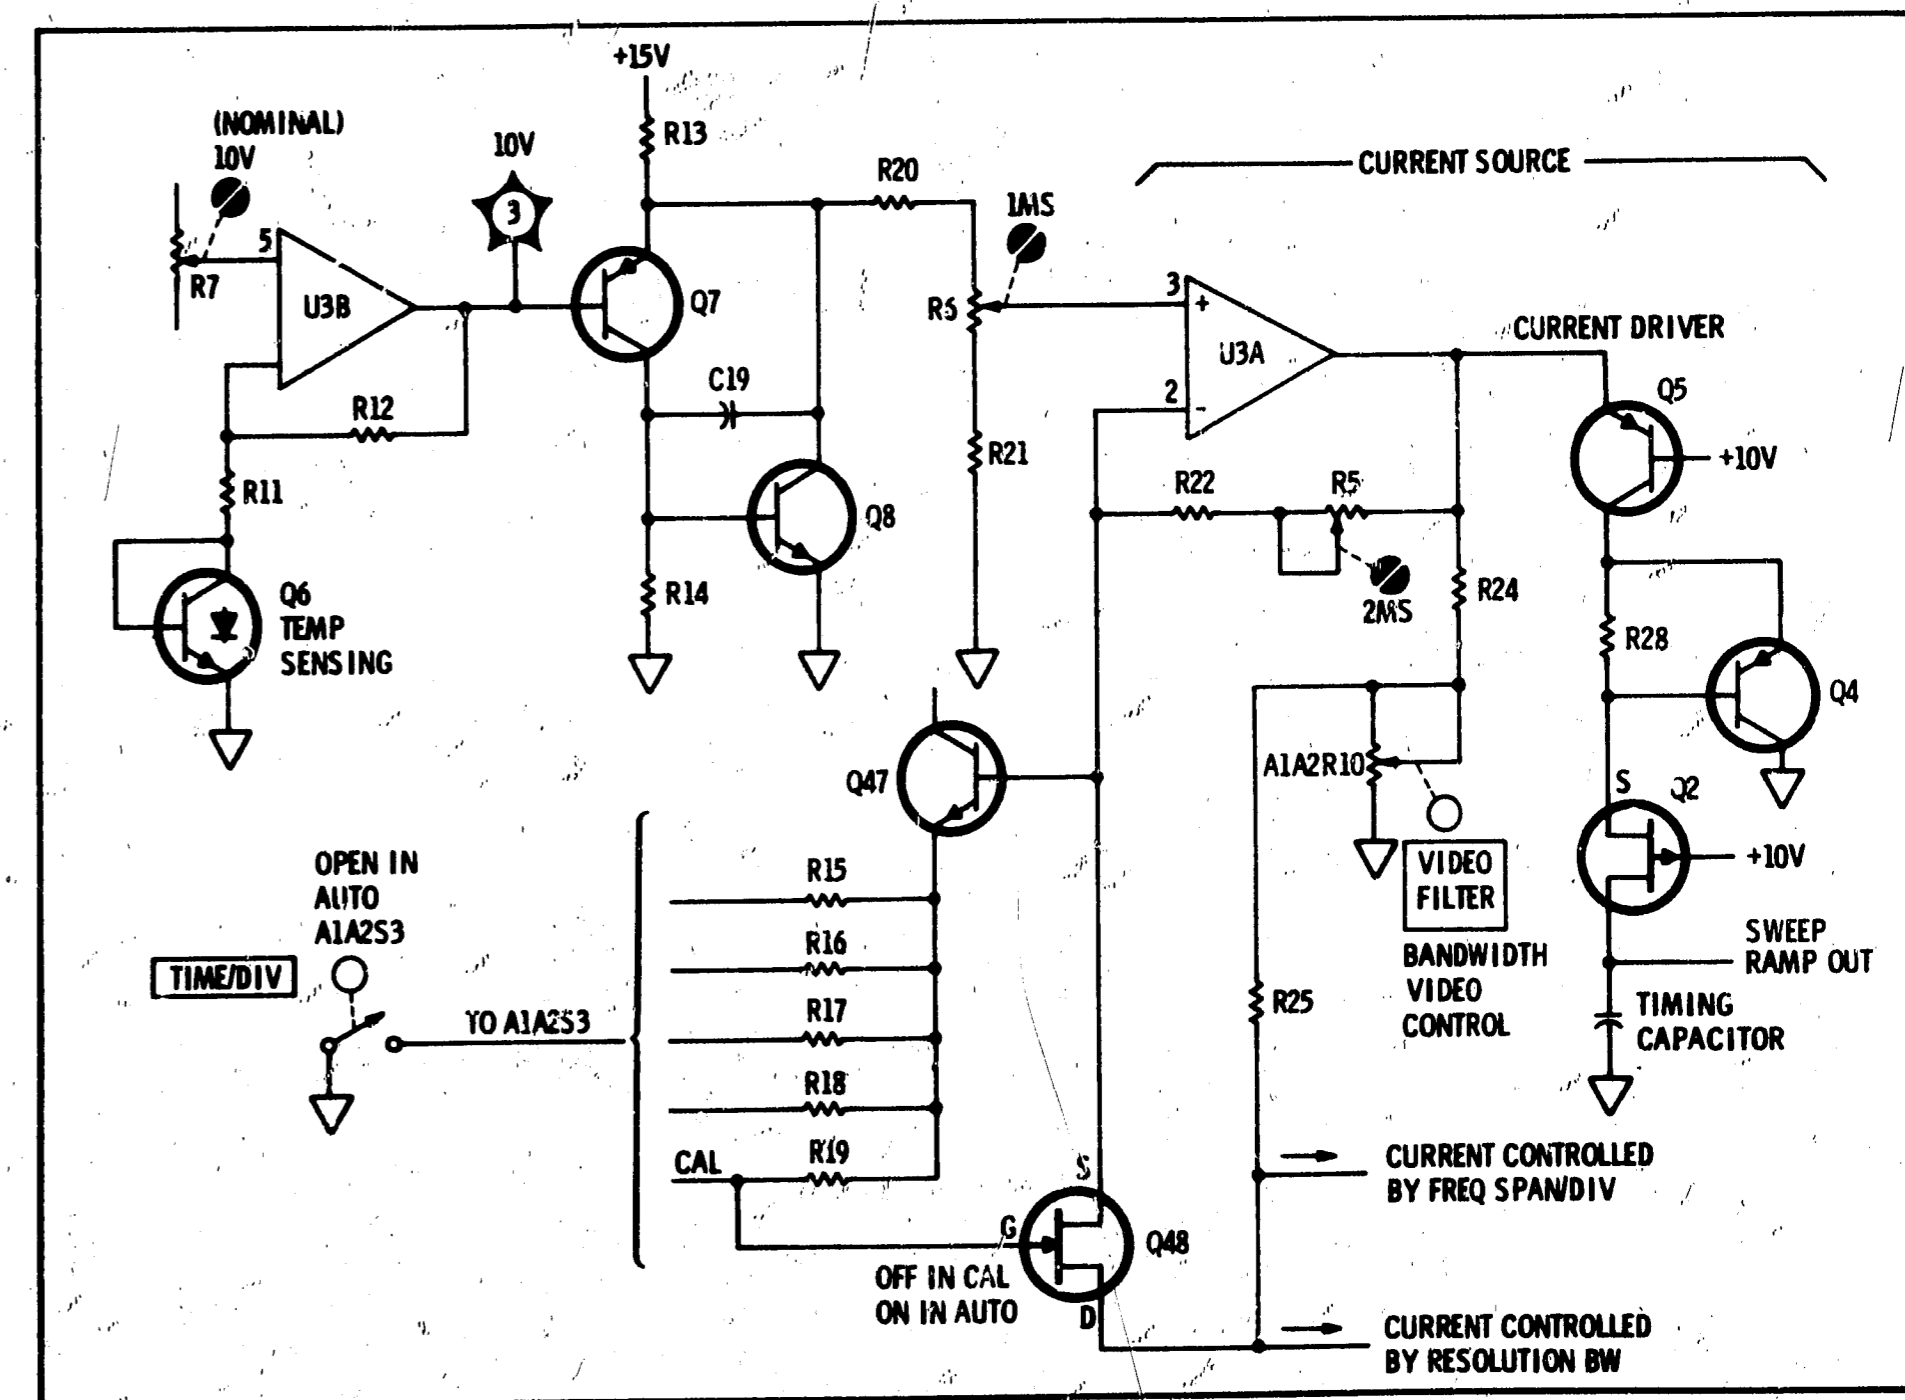 +15V
(NOMINAL)
10V
R13
10V
3
CURRENT SOURCE
R20
1MS
5
R7
U3B
Q7
R6
3
+
U3A
CURRENT DRIVER
C19
2
-
Q5
R12
+10V
R11
R21
R22
R5
Q8
Q6
TEMP
SENSING
R14
2MS
R24
R28
Q4
A1A2R10
Q47
S
Q2
OPEN IN
AUTO
A1A2S3
R15
VIDEO
FILTER
+10V
TIME/DIV
R16
BANDWIDTH
VIDEO
CONTROL
SWEEP
RAMP OUT
TO A1A2S3
R17
R25
TIMING
CAPACITOR
R18
CAL
R19
S
CURRENT CONTROLLED
BY FREQ SPAN/DIV
G
Q48
OFF IN CAL
ON IN AUTO
D
CURRENT CONTROLLED
BY RESOLUTION BW